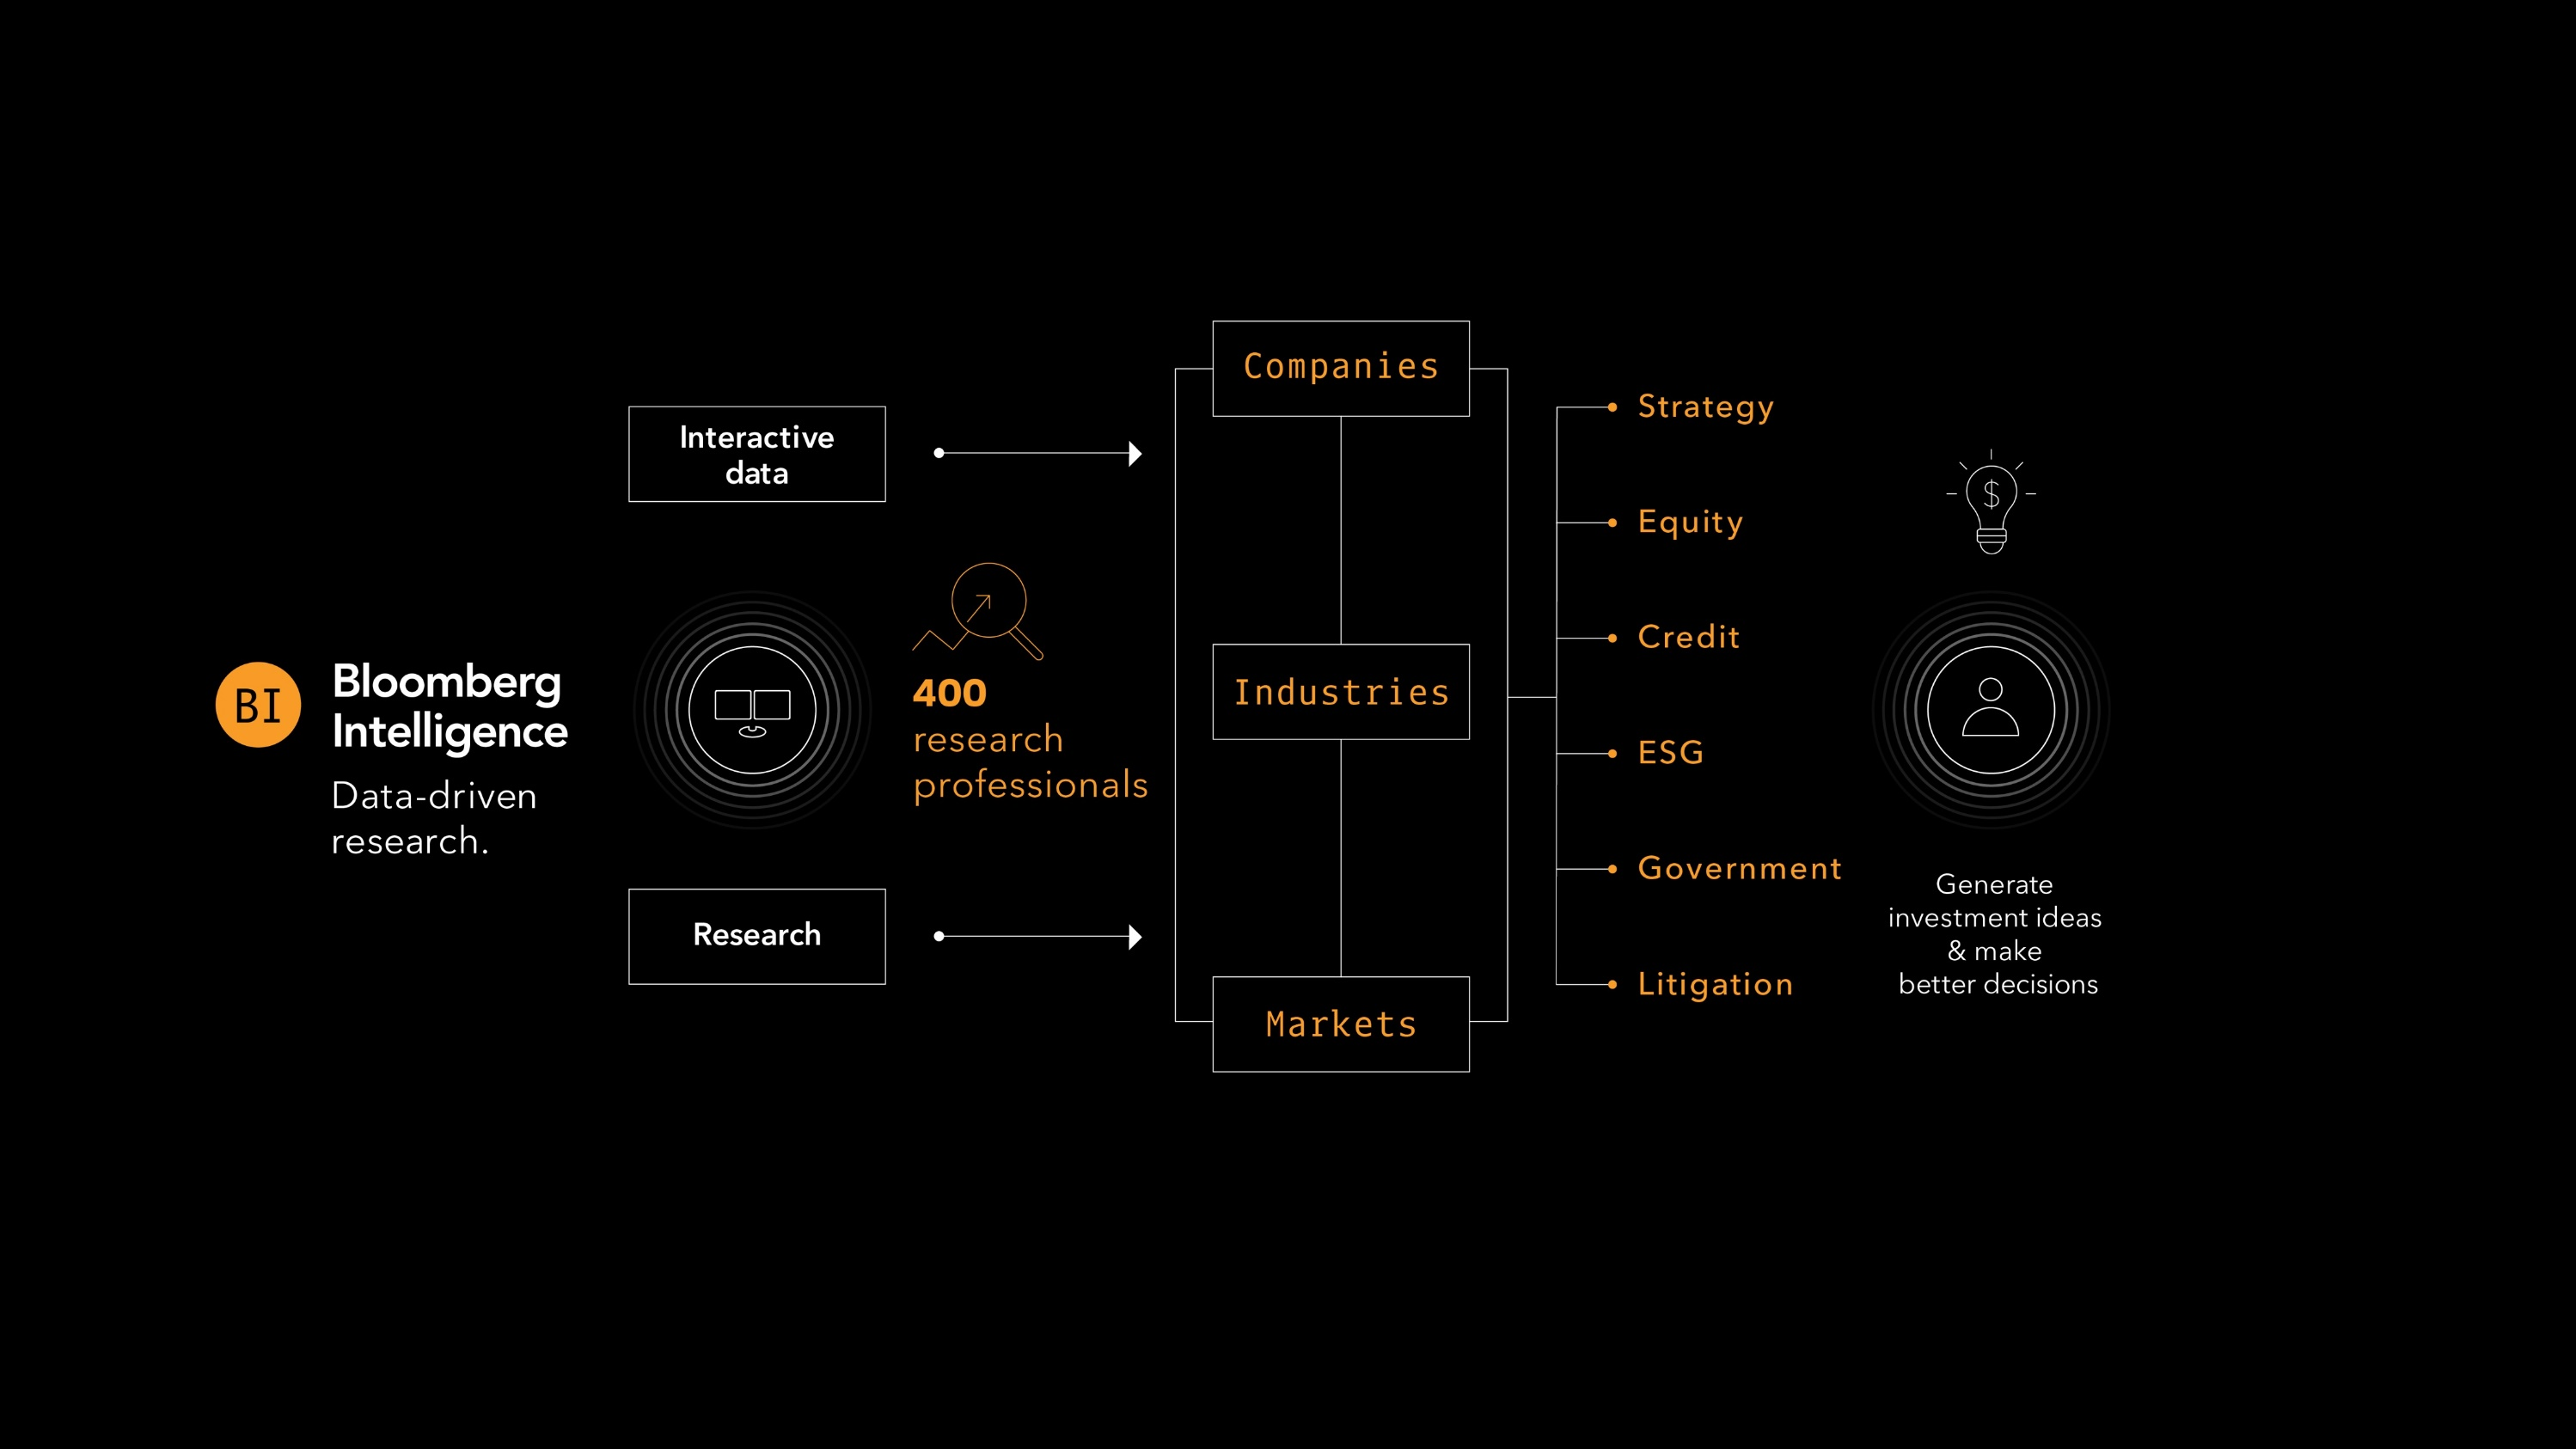 BI
Bloomberg
Intelligence
Data-driven
research.
Interactive
data
400
research
professionals
Research
Companies
Industries
Markets
Strategy
Equity
Credit
ESG
Government
Litigation
$
Generate
investment ideas
& make
better decisions